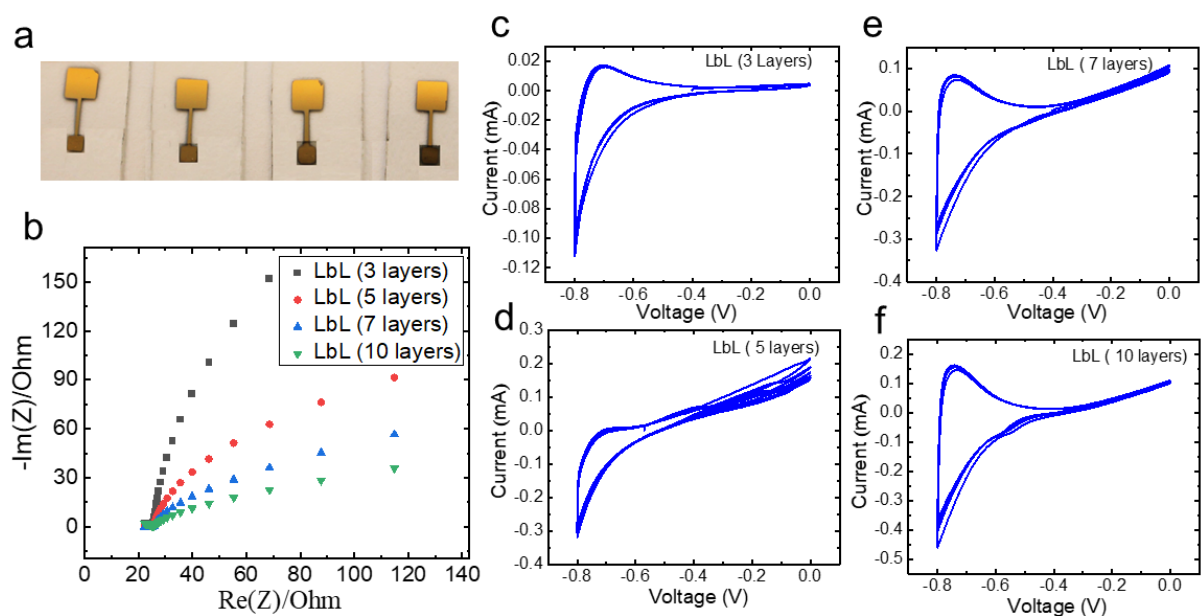 a
b
150
120
90
60
30
0
-Im(Z)/Ohm
LbL (3 layers)
LbL (5 layers)
LbL (7 layers)
LbL (10 layers)
0 20 40 60 80 100 120 140
Re(Z)/Ohm
c
LbL (3 Layers)
0.02
0.00
-0.02
-0.04
-0.06
-0.08
-0.10
-0.12
Current (mA)
-0.8 -0.6 -0.4 -0.2 0.0
Voltage (V)
d
LbL ( 5 layers)
0.3
0.2
0.1
0.0
-0.1
-0.2
-0.3
-0.4
Current (mA)
-0.8 -0.6 -0.4 -0.2 0.0
Voltage (V)
e
LbL ( 7 layers)
0.1
0.0
-0.1
-0.2
-0.3
-0.4
Current (mA)
-0.8 -0.6 -0.4 -0.2 0.0
Voltage (V)
f
LbL ( 10 layers)
0.2
0.1
0.0
-0.1
-0.2
-0.3
-0.4
-0.5
Current (mA)
-0.8 -0.6 -0.4 -0.2 0.0
Voltage (V)